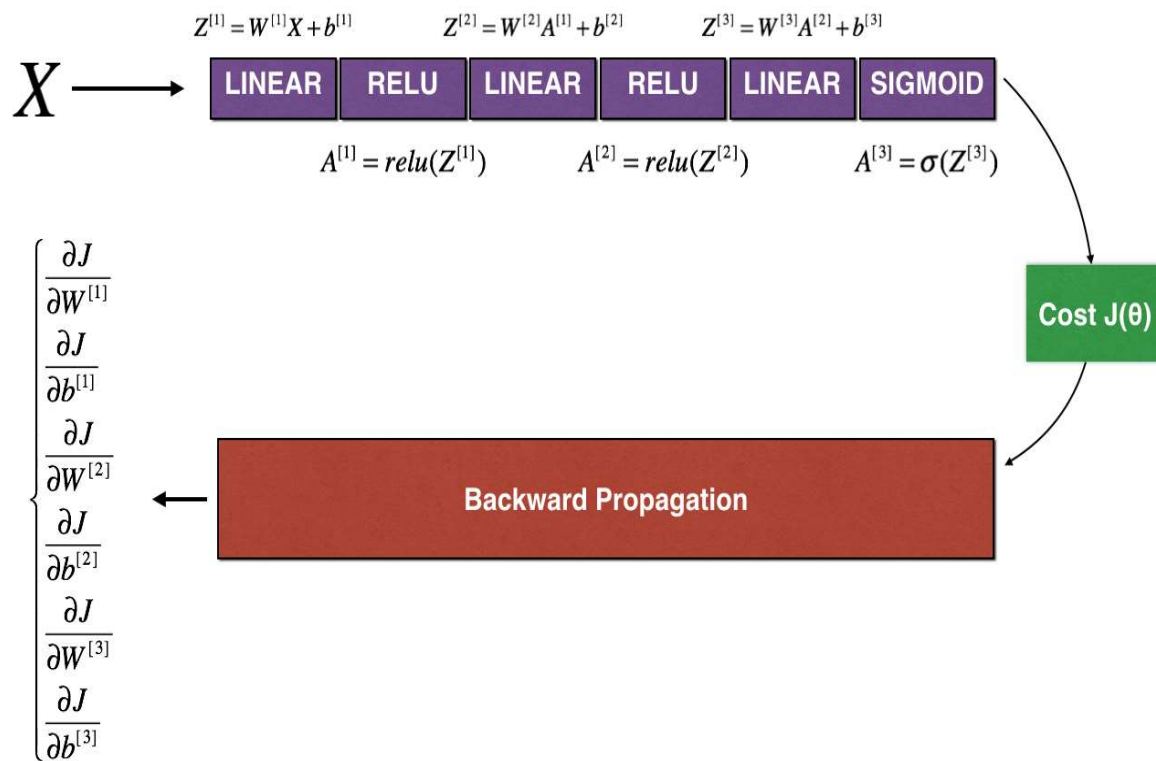 Z^[1] = W^[1]X + b^[1] Z^[2] = W^[2]A^[1] + b^[2] Z^[3] = W^[3]A^[2] + b^[3]
X LINEAR RELU LINEAR RELU LINEAR SIGMOID
A^[1] = relu(Z^[1]) A^[2] = relu(Z^[2]) A^[3] = σ(Z^[3])
Cost J(θ)
Backward Propagation
∂J
∂W^[1]
∂J
∂b^[1]
∂J
∂W^[2]
∂J
∂b^[2]
∂J
∂W^[3]
∂J
∂b^[3]